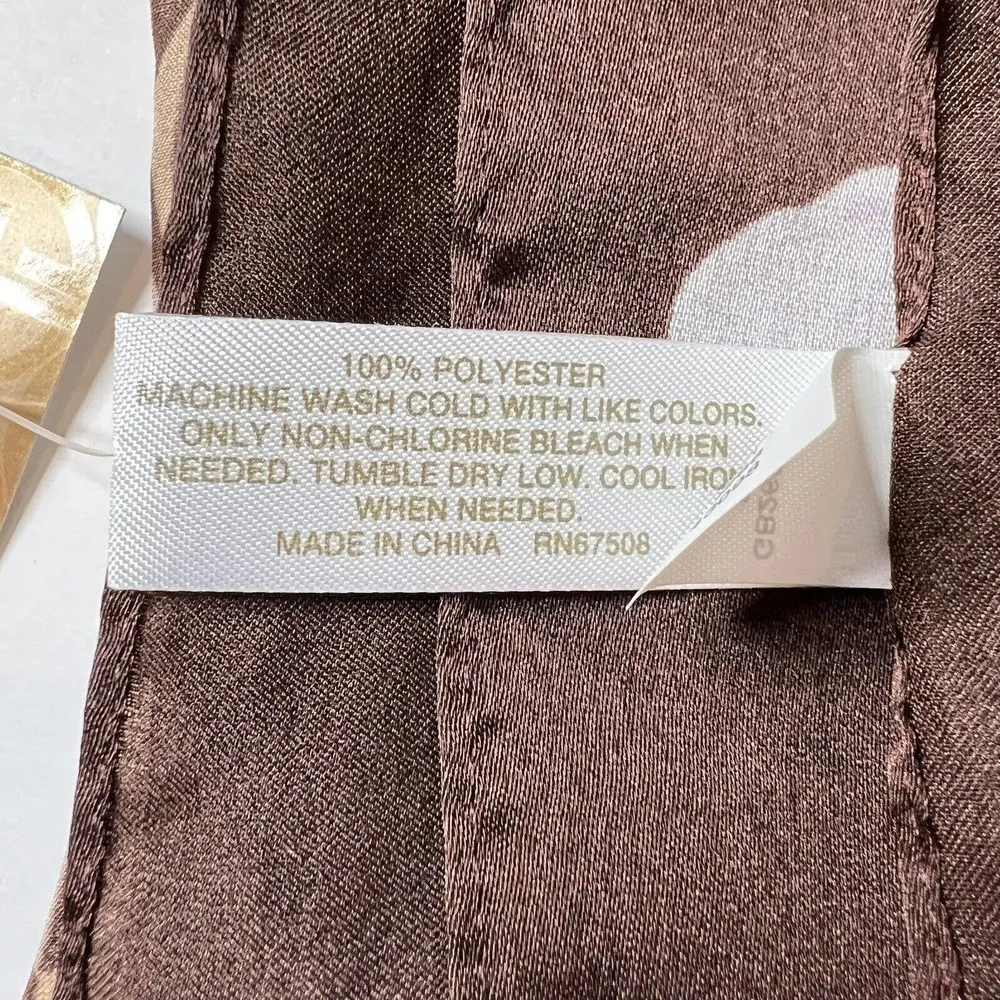 100% POLYESTER
MACHINE WASH COLD WITH LIKE COLORS.
ONLY NON-CHLORINE BLEACH WHEN
NEEDED. TUMBLE DRY LOW. COOL IRON
WHEN NEEDED.
MADE IN CHINA RN67508